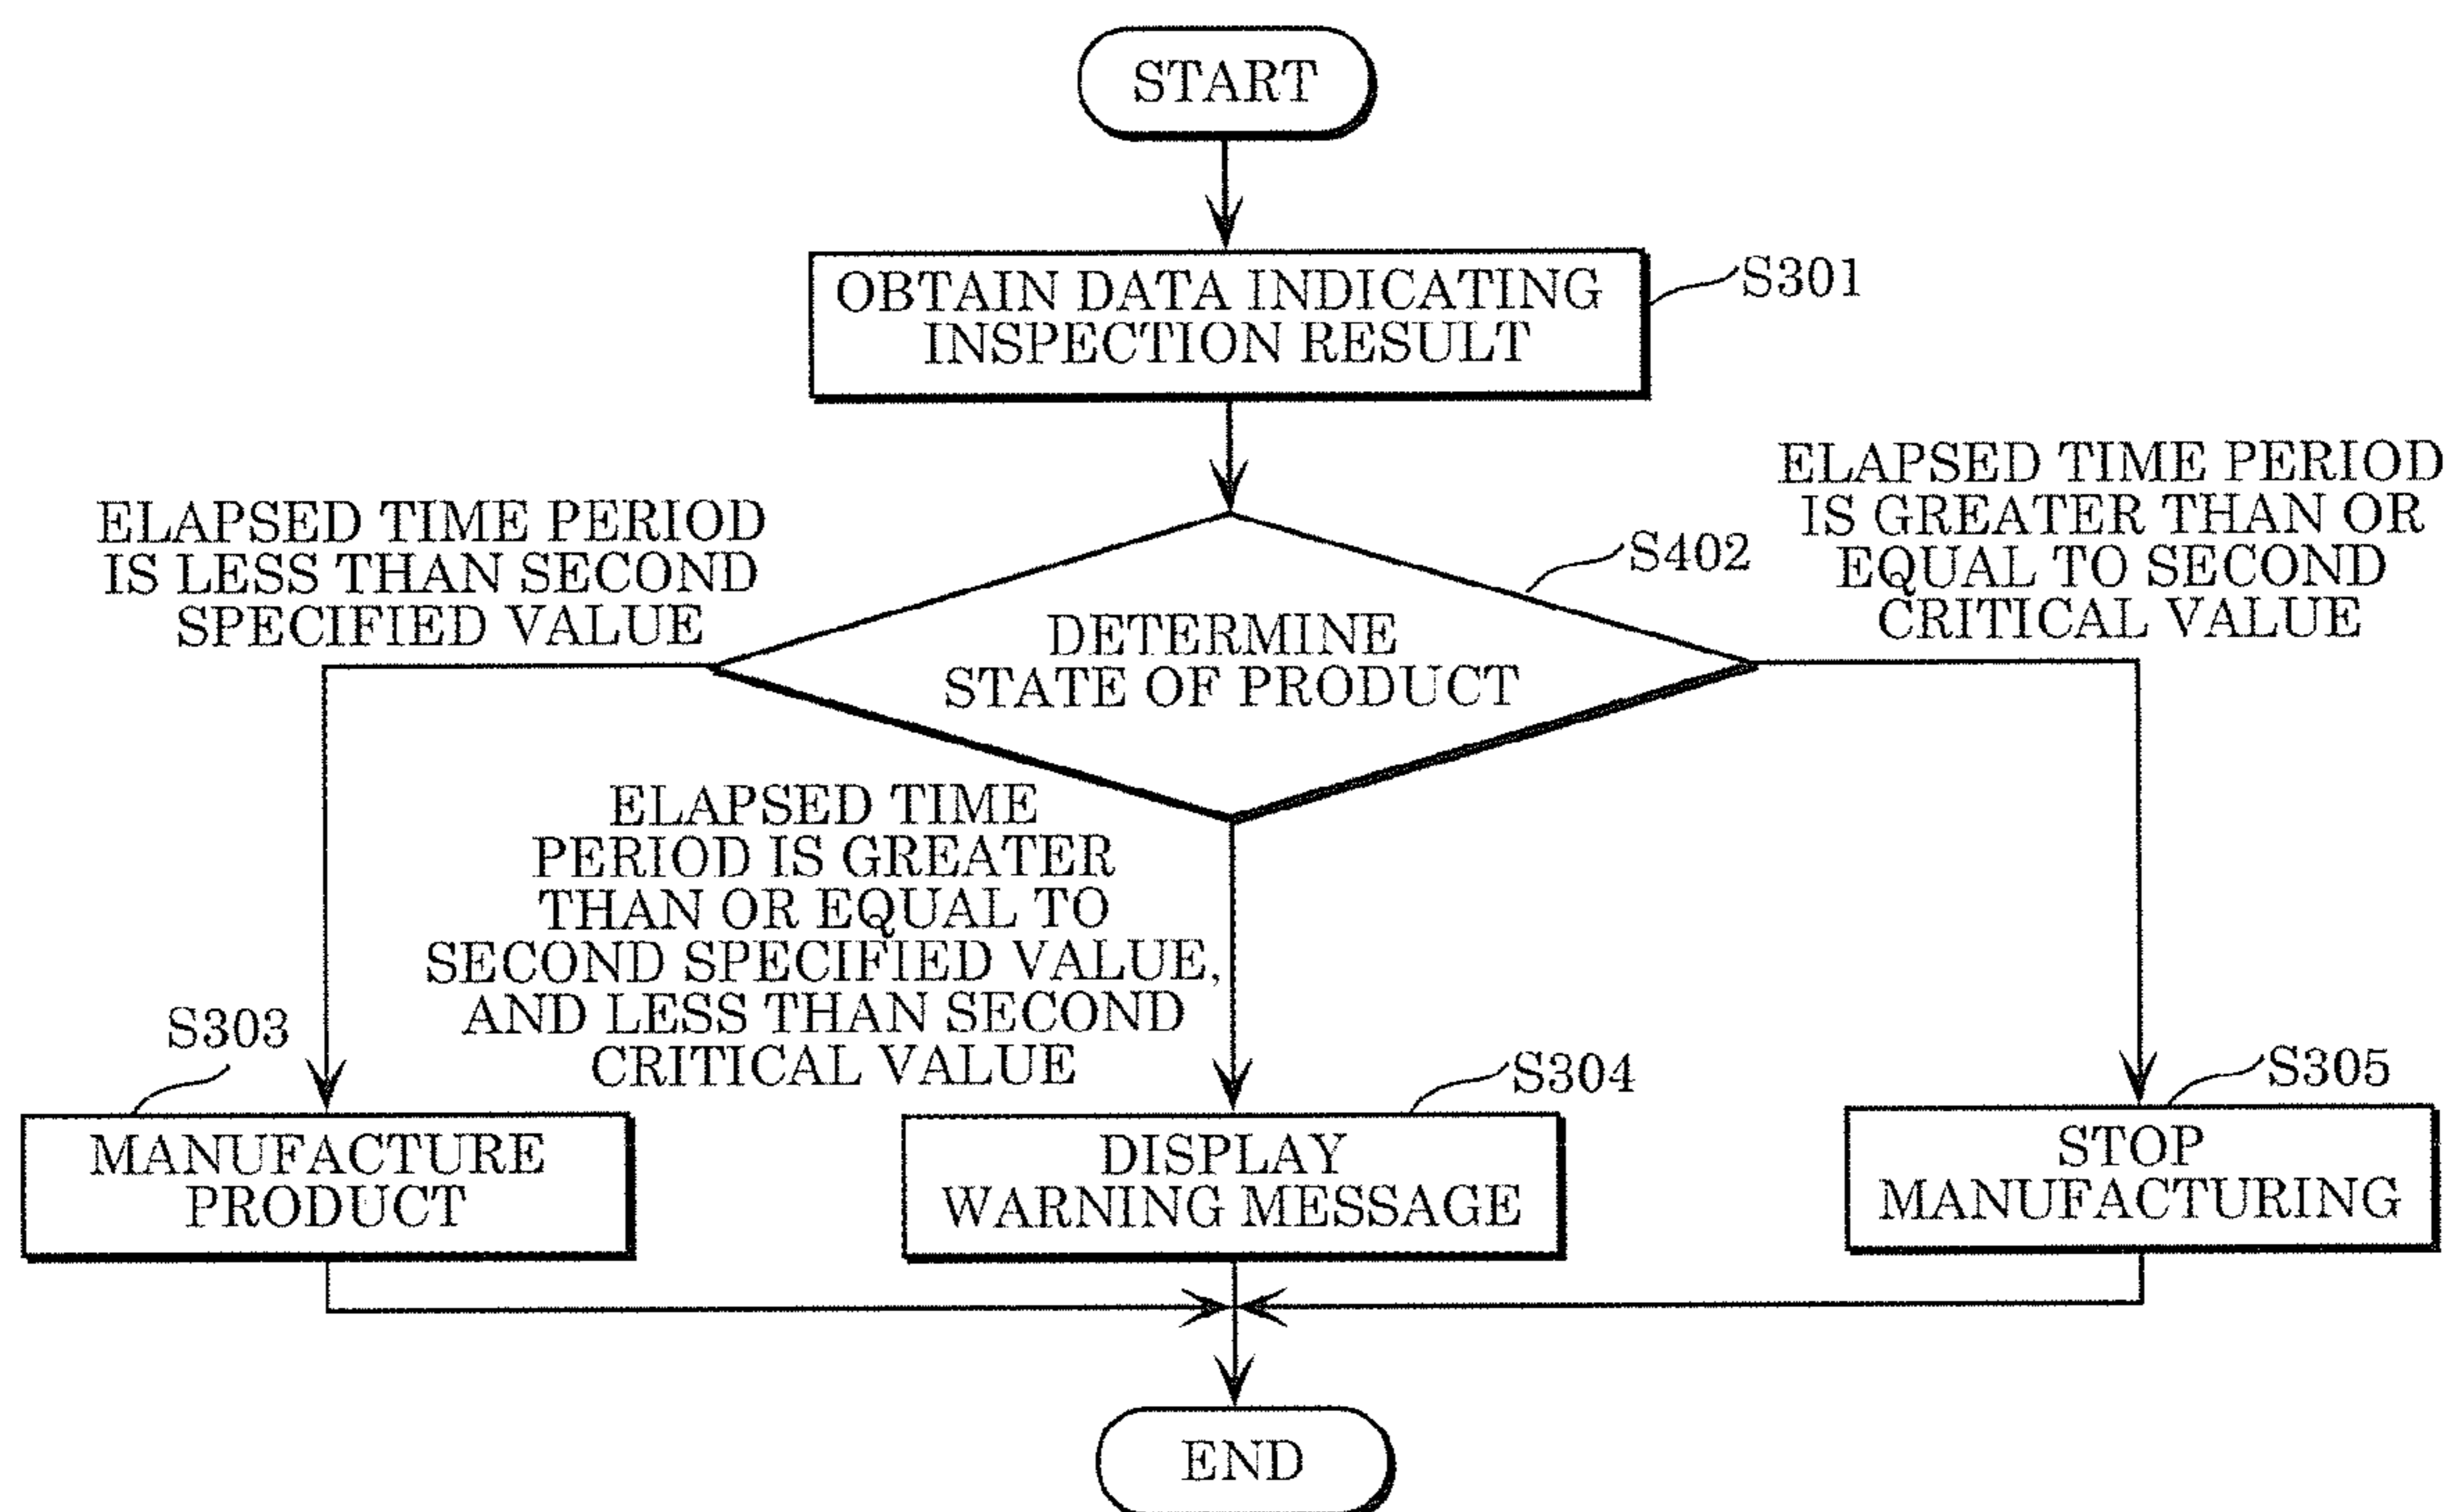 START
OBTAIN DATA INDICATING
INSPECTION RESULT
S301
ELAPSED TIME PERIOD
IS LESS THAN SECOND
SPECIFIED VALUE
ELAPSED TIME PERIOD
IS GREATER THAN OR
EQUAL TO SECOND
CRITICAL VALUE
S402
DETERMINE
STATE OF PRODUCT
ELAPSED TIME
PERIOD IS GREATER
THAN OR EQUAL TO
SECOND SPECIFIED VALUE,
AND LESS THAN SECOND
CRITICAL VALUE
S303
MANUFACTURE
PRODUCT
S304
DISPLAY
WARNING MESSAGE
S305
STOP
MANUFACTURING
END